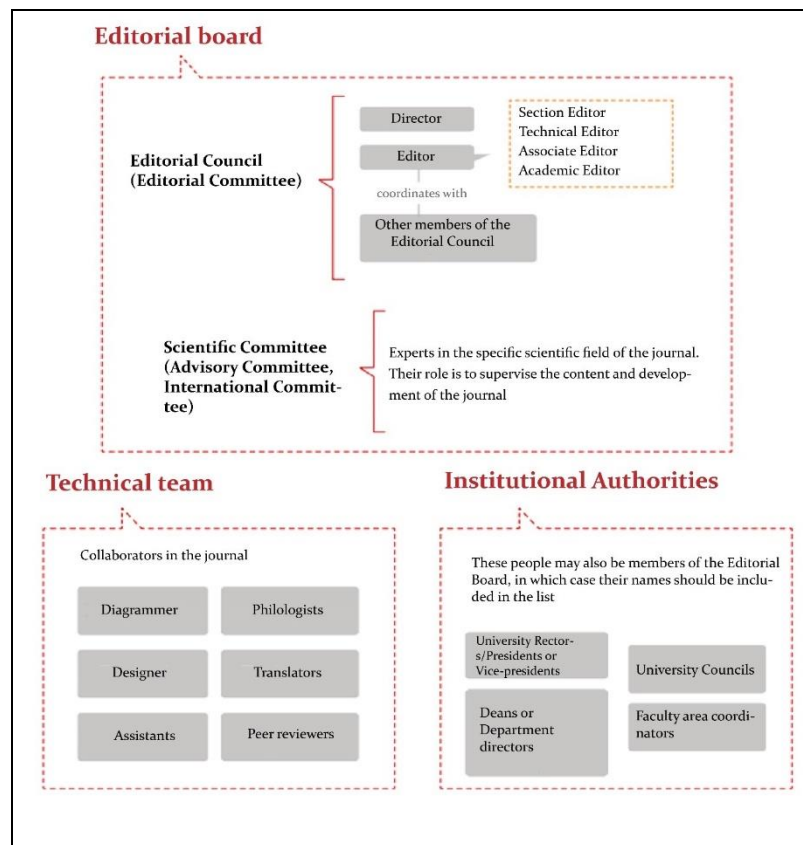 Editorial board
Editorial Council
(Editorial Committee)
Director
Editor
coordinates with
Other members of the
Editorial Council
Section Editor
Technical Editor
Associate Editor
Academic Editor
Scientific Committee
(Advisory Committee,
International Commit-
tee)
Experts in the specific scientific field of the journal.
Their role is to supervise the content and develop-
ment of the journal
Technical team
Collaborators in the journal
Diagrammer
Philologists
Designer
Translators
Assistants
Peer reviewers
Institutional Authorities
These people may also be members of the Editorial
Board, in which case their names should be inclu-
ded in the list
University Rector-
s/Presidents or
Vice-presidents
University Councils
Deans or
Department
directors
Faculty area coordi-
nators